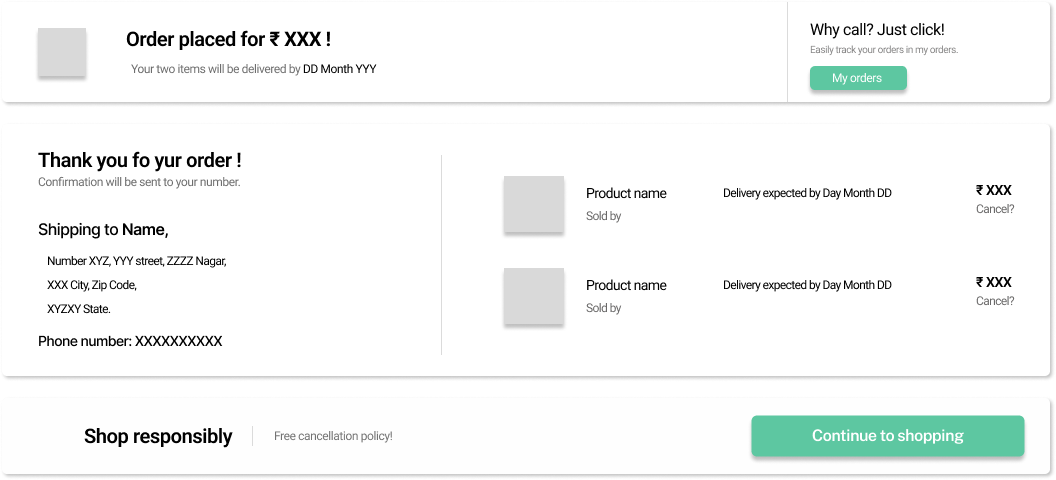 Order placed for ₹ XXX !
Your two items will be delivered by DD Month YYY
Why call? Just click!
Easily track your orders in my orders.
My orders
Thank you fo yur order !
Confirmation will be sent to your number.
Shipping to Name,
Number XYZ, YYY street, ZZZZ Nagar,
XXX City, Zip Code,
XYZXY State.
Phone number: XXXXXXXXXX
Product name Delivery expected by Day Month DD ₹ XXX
Sold by Cancel?
Product name Delivery expected by Day Month DD ₹ XXX
Sold by Cancel?
Shop responsibly Free cancellation policy! Continue to shopping